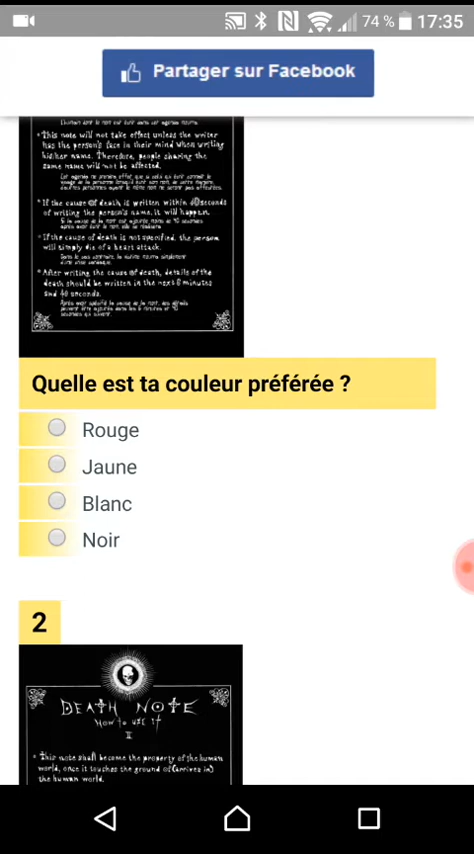 74 % 17:35
Partager sur Facebook
• This note will not take effect unless the writer
has the person's face in their mind when writing
his/her name. Therefore, people sharing the
same name will not be affected.
• If the cause of death is written within 40 seconds
of writing the person's name, it will happen.
• If the cause of death is not specified, the person
will simply die of a heart attack.
• After writing the cause of death, details of the
death should be written in the next 6 minutes
and 40 seconds.
Quelle est ta couleur préférée ?
Rouge
Jaune
Blanc
Noir
2
DEATH NOTE
How to use it
II
• This note shall become the property of the human
world, once it touches the ground of (arrives in)
the human world.